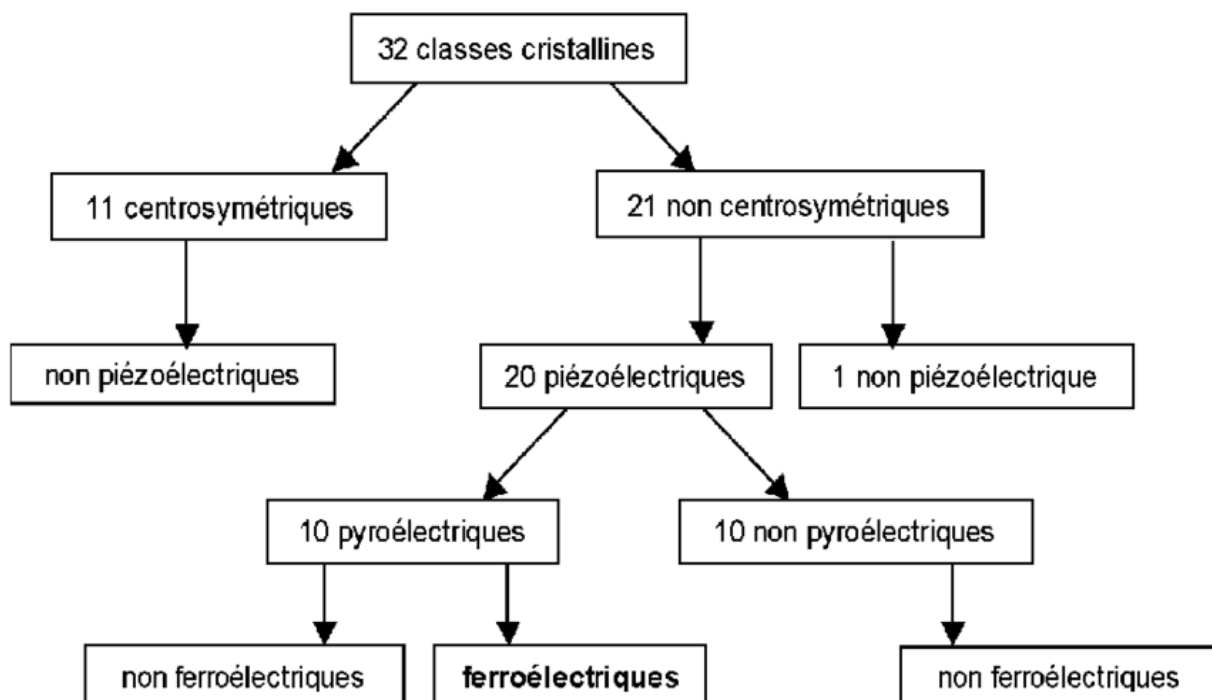 32 classes cristallines
11 centrosymétriques
21 non centrosymétriques
non piézoélectriques
20 piézoélectriques
1 non piézoélectrique
10 pyroélectriques
10 non pyroélectriques
non ferroélectriques
ferroélectriques
non ferroélectriques